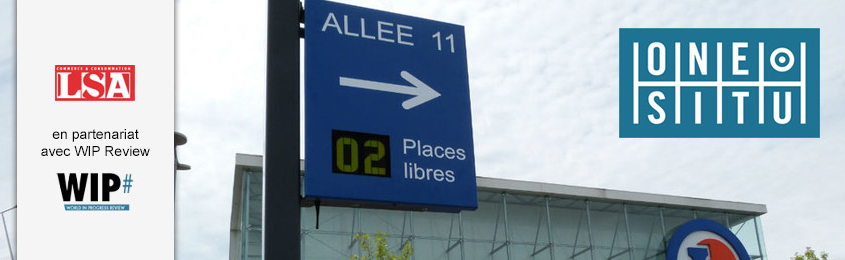 COMMERCE & CONSOMMATION
LSA
en partenariat
avec WIP Review
WIP#
WORLD IN PROGRESS REVIEW
ALLEE 11
02 Places
libres
ONE
SITU